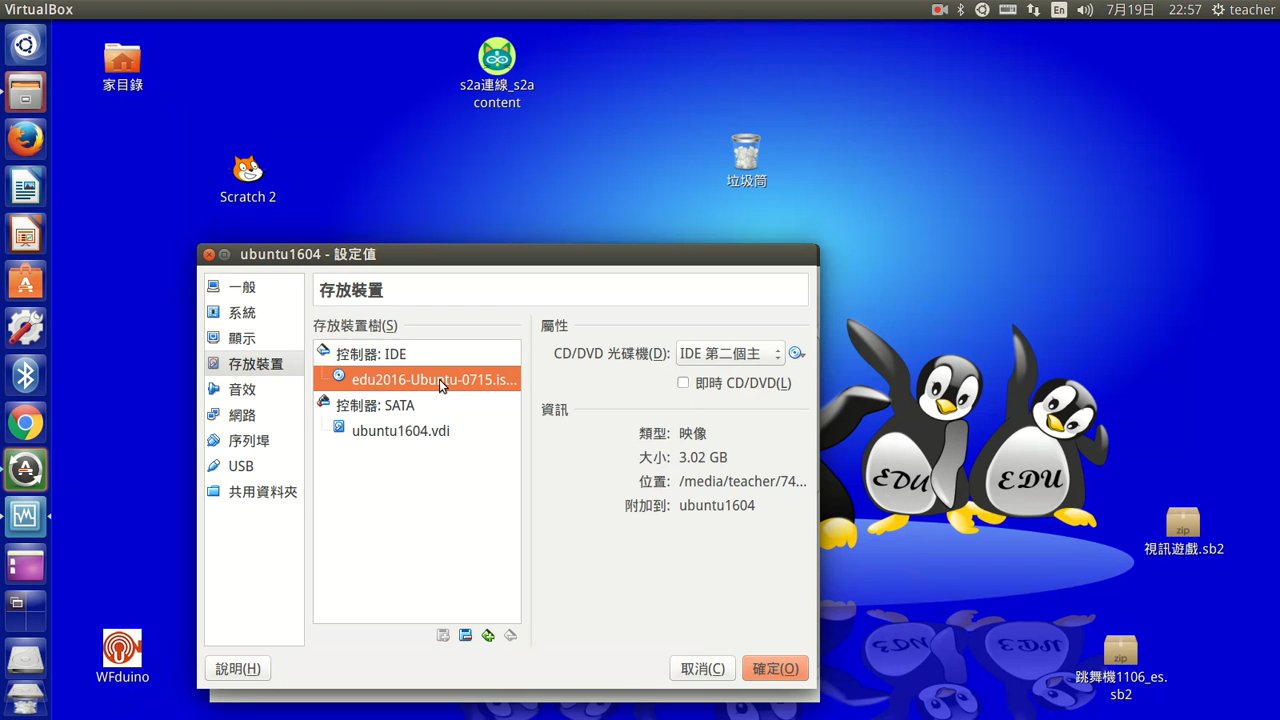 VirtualBox
En
7月19日
22:57
teacher
家目錄
s2a連線_s2a
content
Scratch 2
垃圾筒
ubuntu1604 - 設定值
一般
系統
顯示
存放裝置
音效
網路
序列埠
USB
共用資料夾
存放裝置
存放裝置樹(S)
控制器: IDE
edu2016-Ubuntu-0715.is...
控制器: SATA
ubuntu1604.vdi
屬性
CD/DVD 光碟機(D):
IDE 第二個主
即時 CD/DVD(L)
資訊
類型: 映像
大小: 3.02 GB
位置: /media/teacher/74...
附加到: ubuntu1604
說明(H)
取消(C)
確定(O)
EDU
EDU
zip
視訊遊戲.sb2
zip
跳舞機1106_es.
sb2
WFduino